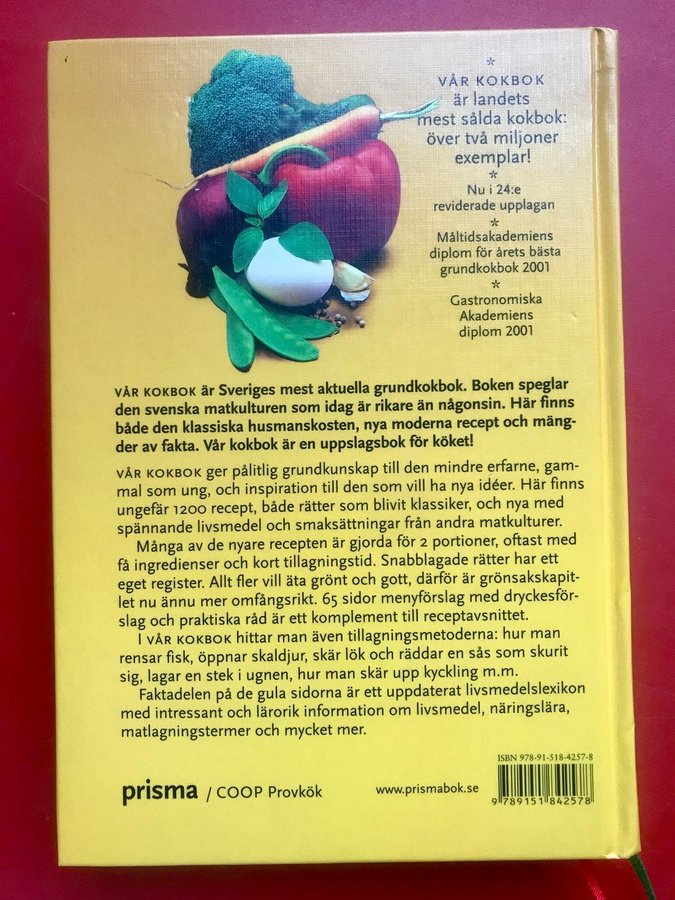 *
VÅR KOKBOK
är landets
mest sålda kokbok:
över två miljoner
exemplar!
*
Nu i 24:e
reviderade upplagan
*
Måltidsakademiens
diplom för årets bästa
grundkokbok 2001
*
Gastronomiska
Akademiens
diplom 2001
VÅR KOKBOK är Sveriges mest aktuella grundkokbok. Boken speglar
den svenska matkulturen som idag är rikare än någonsin. Här finns
både den klassiska husmanskosten, nya moderna recept och mäng-
der av fakta. Vår kokbok är en uppslagsbok för köket!
VÅR KOKBOK ger pålitlig grundkunskap till den mindre erfarne, gam-
mal som ung, och inspiration till den som vill ha nya idéer. Här finns
ungefär 1200 recept, både rätter som blivit klassiker, och nya med
spännande livsmedel och smaksättningar från andra matkulturer.
Många av de nyare recepten är gjorda för 2 portioner, oftast med
få ingredienser och kort tillagningstid. Snabblagade rätter har ett
eget register. Allt fler vill äta grönt och gott, därför är grönsakskapit-
let nu ännu mer omfångsrikt. 65 sidor menyförslag med dryckesför-
slag och praktiska råd är ett komplement till receptavsnittet.
I VÅR KOKBOK hittar man även tillagningsmetoderna: hur man
rensar fisk, öppnar skaldjur, skär lök och räddar en sås som skurit
sig, lagar en stek i ugnen, hur man skär upp kyckling m.m.
Faktadelen på de gula sidorna är ett uppdaterat livsmedelslexikon
med intressant och lärorik information om livsmedel, näringslära,
matlagningstermer och mycket mer.
ISBN 978-91-518-4257-8
prisma / COOP Provkök
www.prismabok.se
9 789151 842578